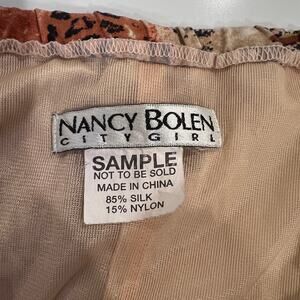 NANCY BOLEN
CITY GIRL
SAMPLE
NOT TO BE SOLD
MADE IN CHINA
85% SILK
15% NYLON